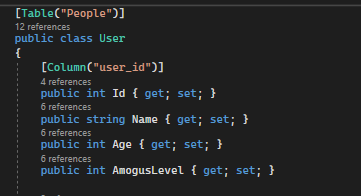 [Table("People")]
12 references
public class User
{
[Column("user_id")]
4 references
public int Id { get; set; }
6 references
public string Name { get; set; }
6 references
public int Age { get; set; }
6 references
public int AmogusLevel { get; set; }